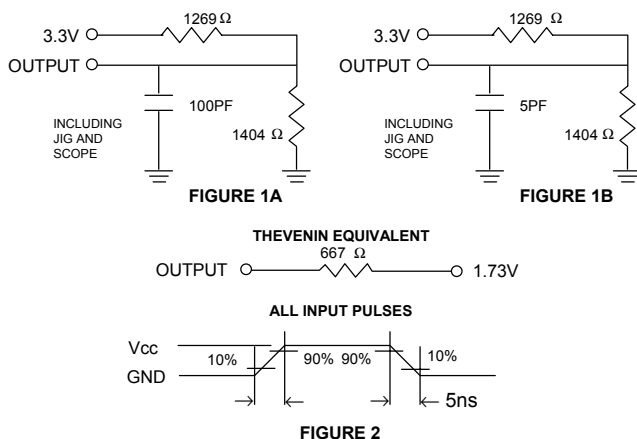 1269 Ω
3.3V
OUTPUT
100PF
INCLUDING
JIG AND
SCOPE
1404 Ω
FIGURE 1A
1269 Ω
3.3V
OUTPUT
5PF
INCLUDING
JIG AND
SCOPE
1404 Ω
FIGURE 1B
THEVENIN EQUIVALENT
667 Ω
OUTPUT 1.73V
ALL INPUT PULSES
Vcc
10% 90% 90% 10%
GND
5ns
FIGURE 2